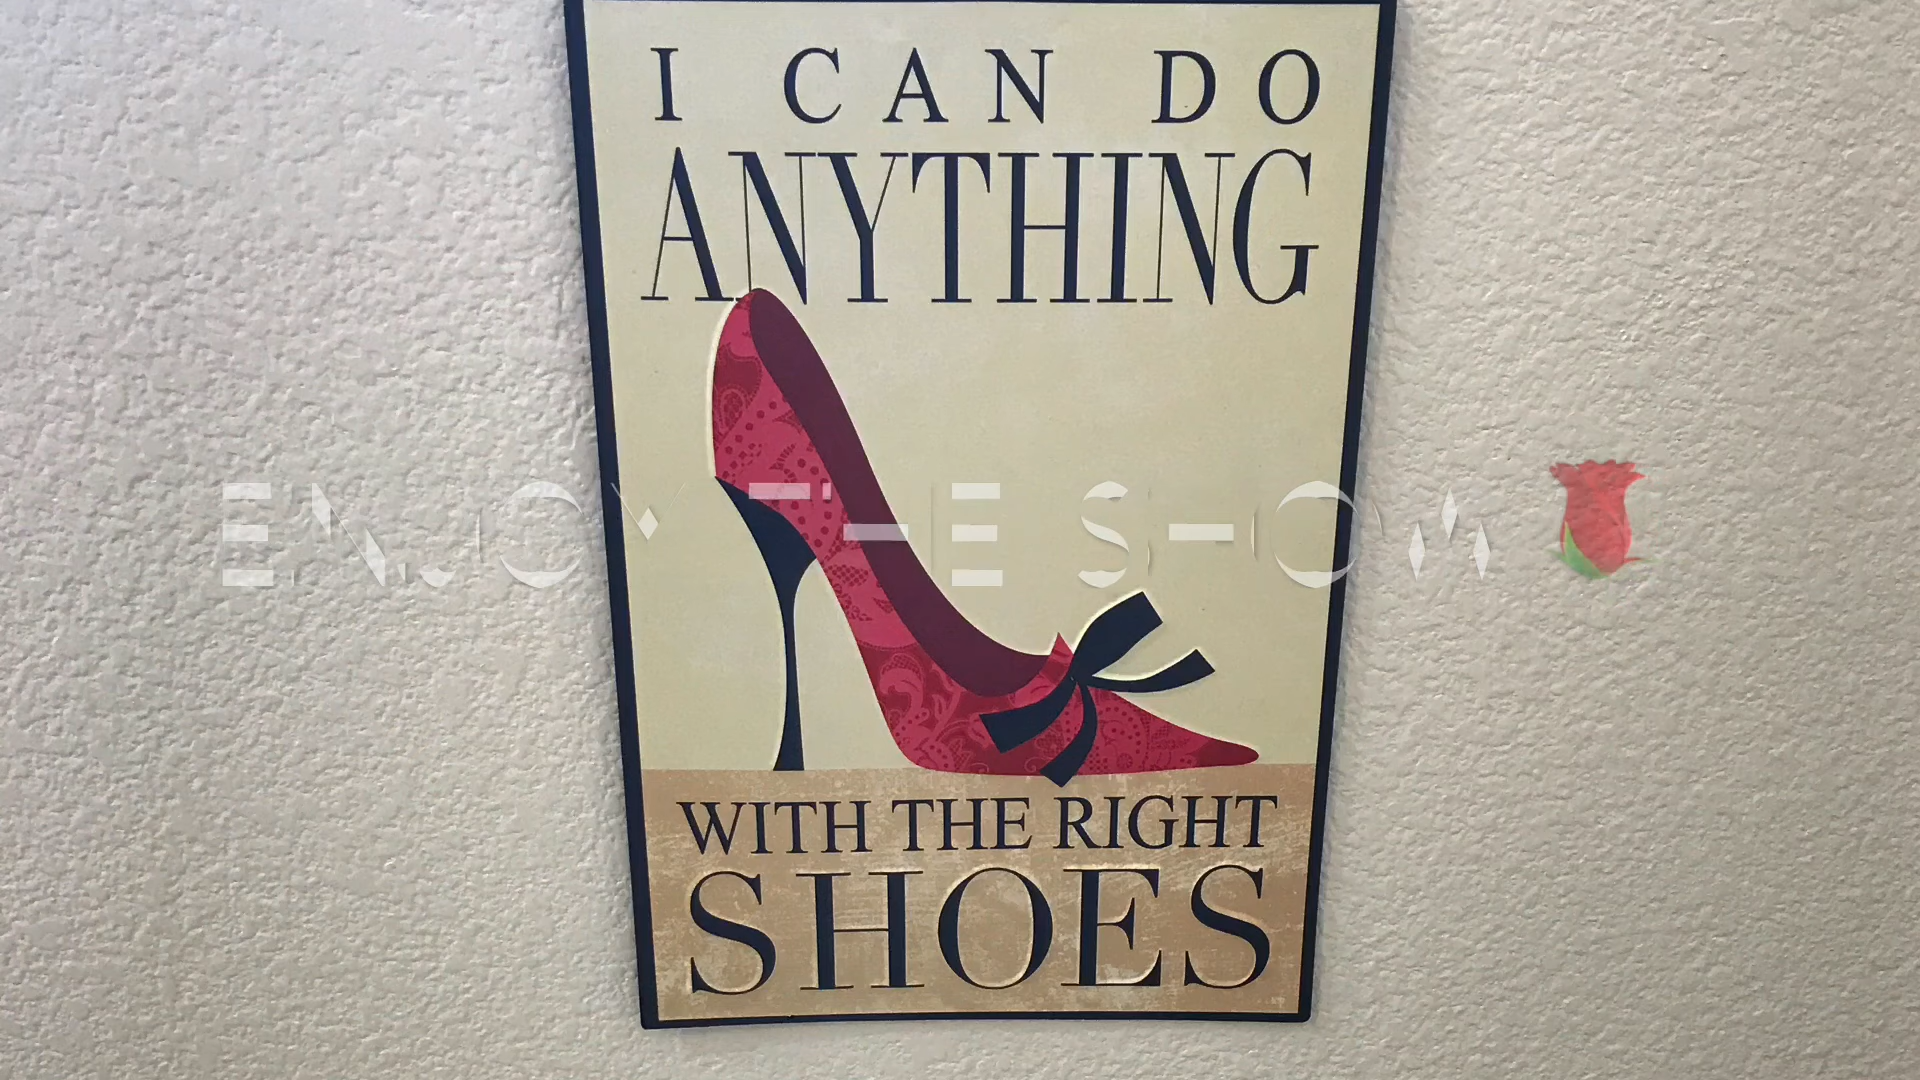 I CAN DO
ANYTHING
ENJOY THE SHOW🌹
WITH THE RIGHT
SHOES